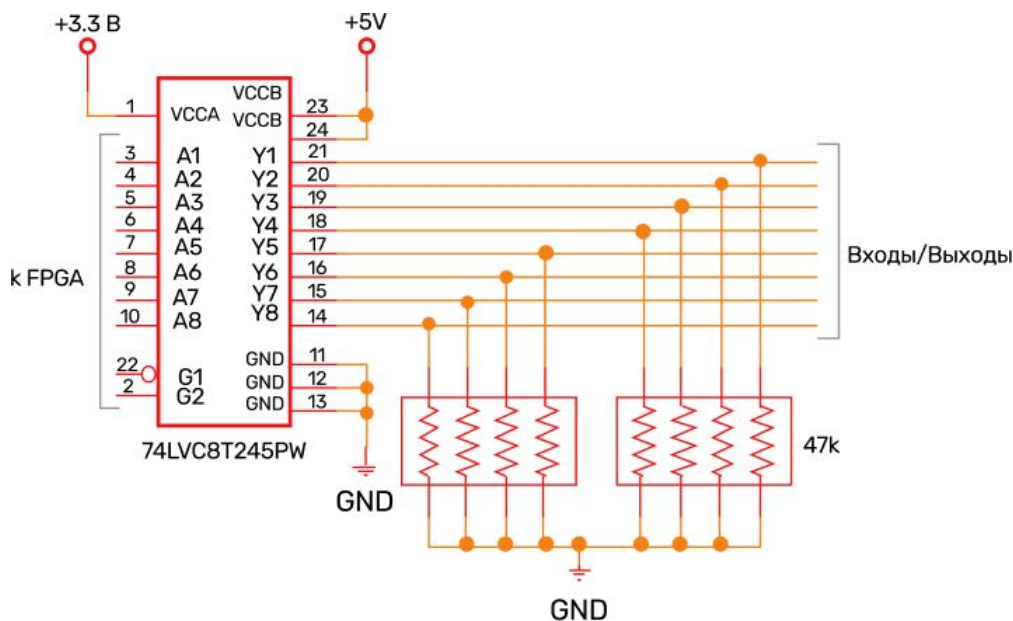 +3.3 В
+5V
VCCB
1
VCCA
VCCB
23
24
3
A1
Y1
21
4
A2
Y2
20
5
A3
Y3
19
6
A4
Y4
18
7
A5
Y5
17
8
A6
Y6
16
9
A7
Y7
15
10
A8
Y8
14
k FPGA
Входы/Выходы
22
G1
GND
11
2
G2
GND
12
GND
13
74LVC8T245PW
GND
47k
GND